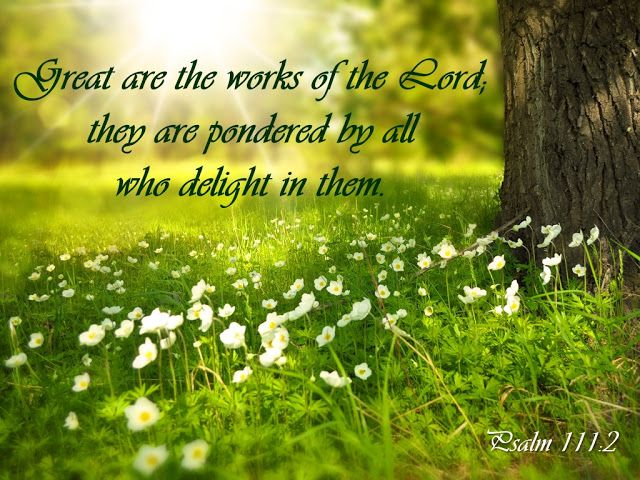 Great are the works of the Lord;
they are pondered by all
who delight in them.
Psalm 111:2